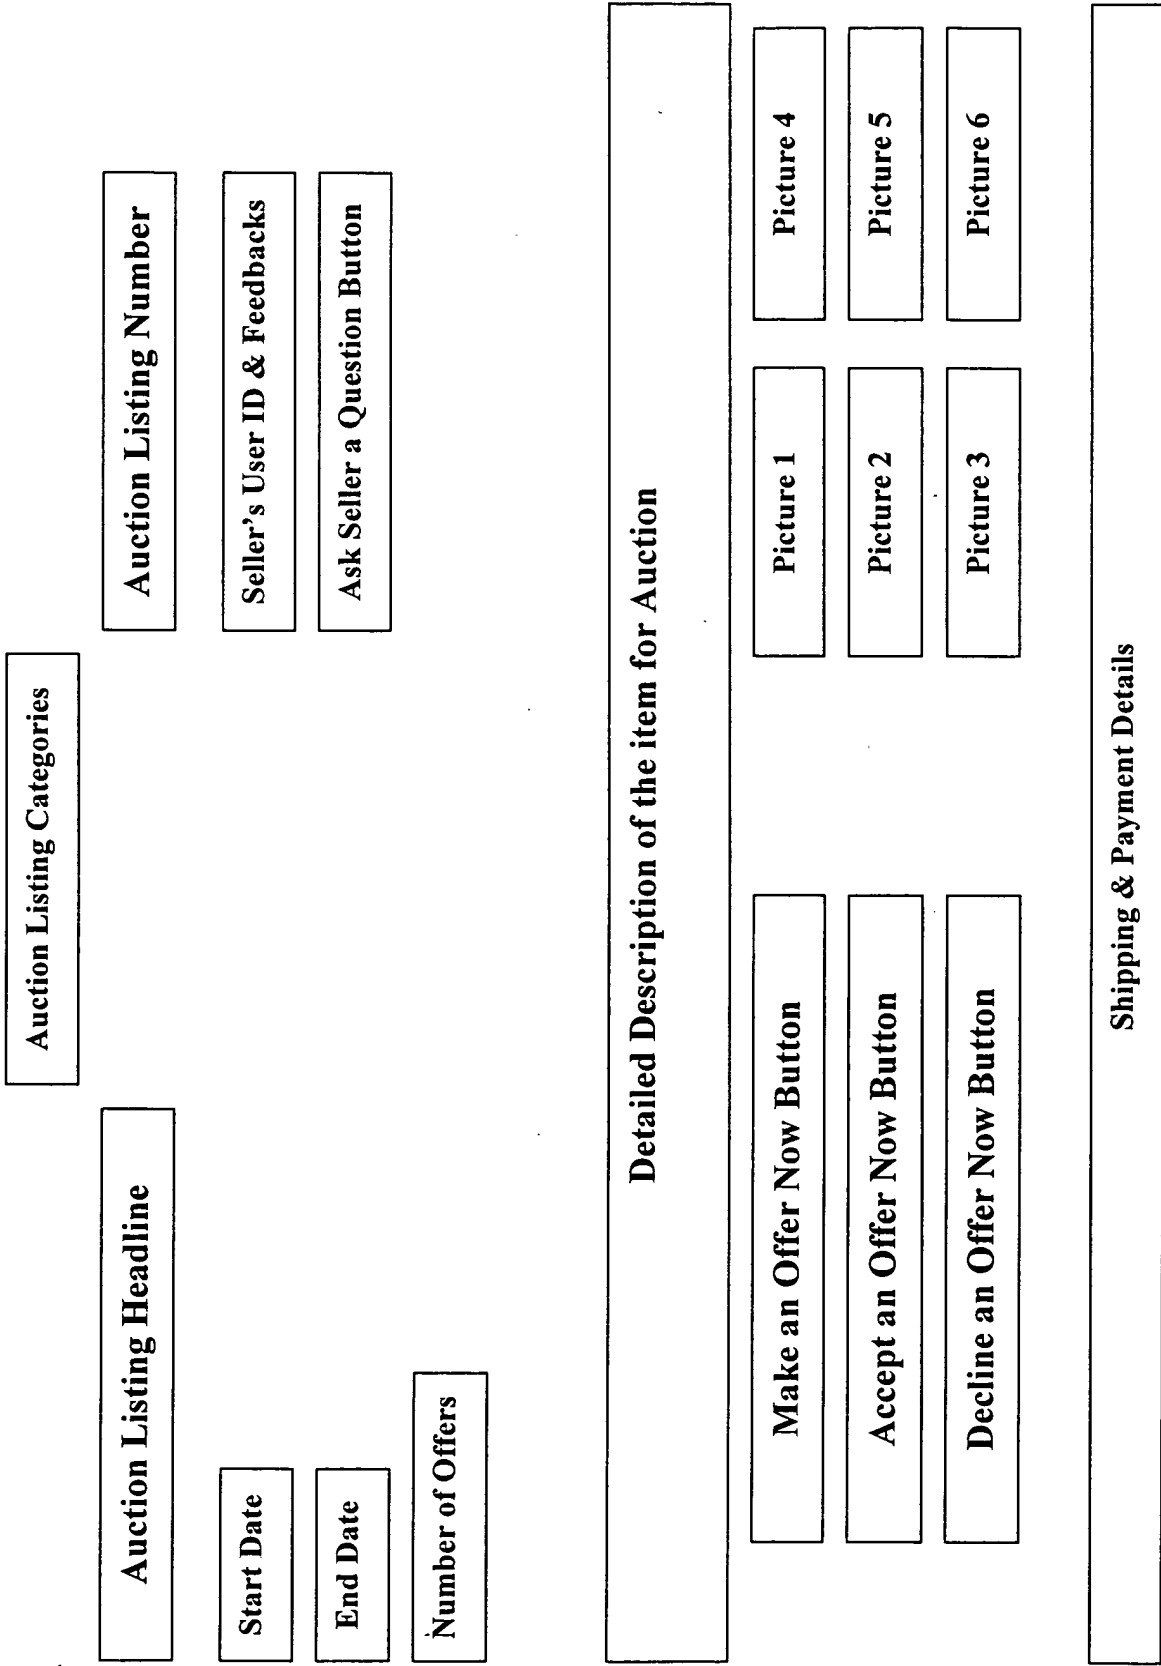 Auction Listing Categories
Auction Listing Headline
Auction Listing Number
Start Date
Seller's User ID & Feedbacks
End Date
Ask Seller a Question Button
Number of Offers
Detailed Description of the item for Auction
Make an Offer Now Button
Picture 1
Picture 4
Accept an Offer Now Button
Picture 2
Picture 5
Decline an Offer Now Button
Picture 3
Picture 6
Shipping & Payment Details